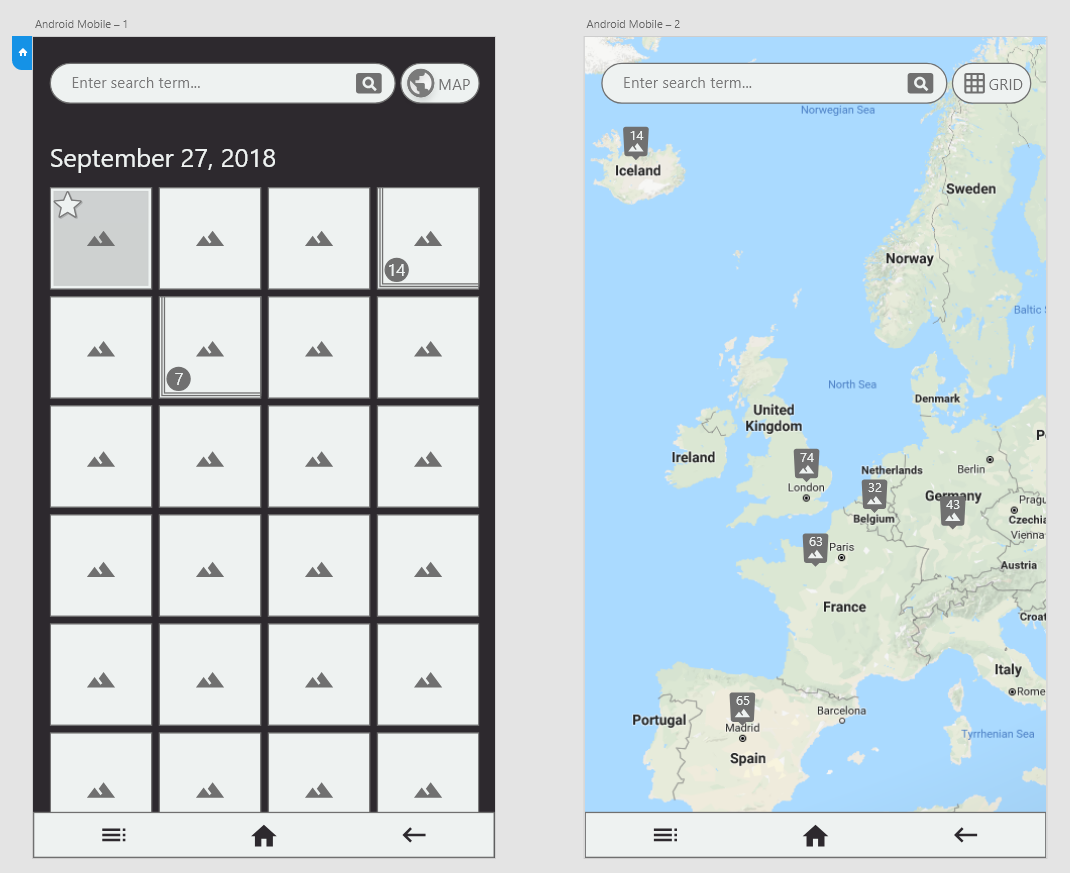 Android Mobile – 1
Enter search term...
MAP
September 27, 2018
14
7
Android Mobile – 2
Enter search term...
GRID
Norwegian Sea
14
Iceland
Sweden
Norway
Baltic S
North Sea
Denmark
United
Kingdom
Ireland
74
London
Netherlands
32
Belgium
Berlin
Germany
43
P
Pragu
Czechia
Vienna
63
Paris
Austria
France
Croat
Italy
Rome
65
Madrid
Barcelona
Portugal
Spain
Tyrrhenian Sea